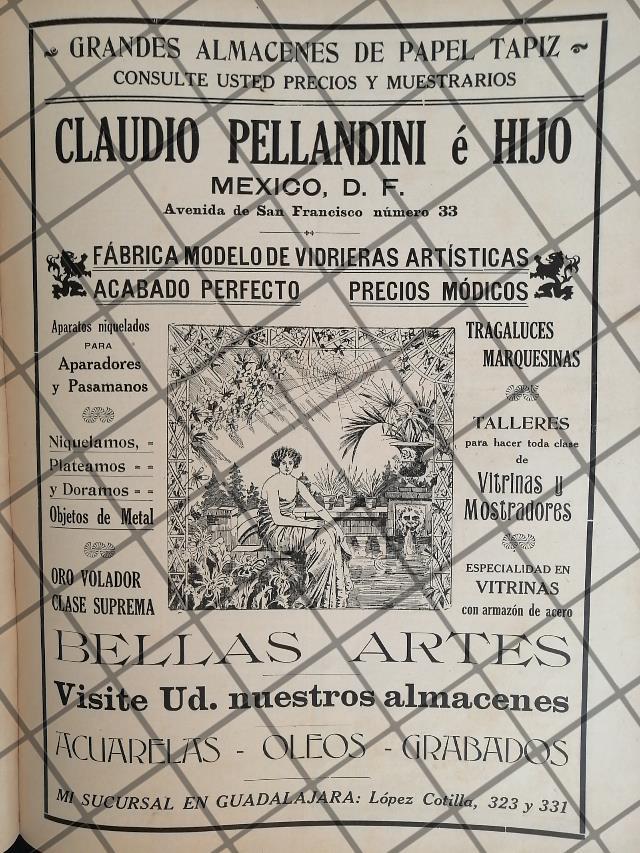 GRANDES ALMACENES DE PAPEL TAPIZ
CONSULTE USTED PRECIOS Y MUESTRARIOS
CLAUDIO PELLANDINI é HIJO
MEXICO, D. F.
Avenida de San Francisco número 33
FÁBRICA MODELO DE VIDRIERAS ARTÍSTICAS
ACABADO PERFECTO PRECIOS MÓDICOS
Aparatos niquelados
PARA
Aparadores
y Pasamanos
Niquelamos, -
Plateamos - -
y Doramos - -
Objetos de Metal
ORO VOLADOR
CLASE SUPREMA
TRAGALUCES
MARQUESINAS
TALLERES
para hacer toda clase
de
Vitrinas y
Mostradores
ESPECIALIDAD EN
VITRINAS
con armazón de acero
BELLAS ARTES
Visite Ud. nuestros almacenes
ACUARELAS - OLEOS - GRABADOS
MI SUCURSAL EN GUADALAJARA: López Cotilla, 323 y 331